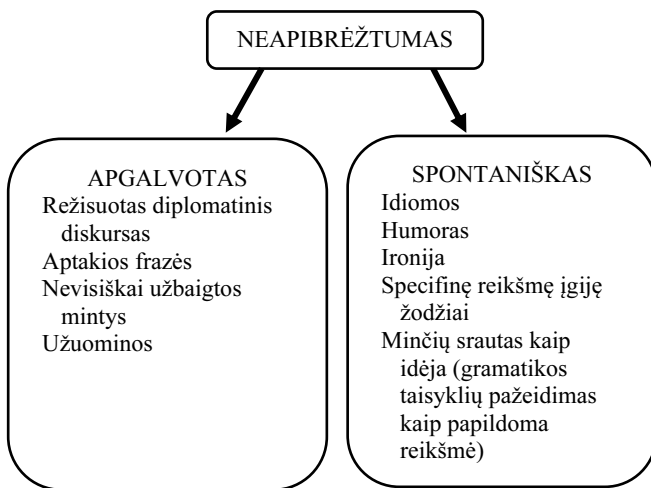 NEAPIBRĖŽTUMAS
APGALVOTAS
Režisuotas diplomatinis
diskursas
Aptakios frazės
Nevisiškai užbaigtos
mintys
Užuominos
SPONTANIŠKAS
Idiomos
Humoras
Ironija
Specifinę reikšmę įgiję
žodžiai
Minčių srautas kaip
idėja (gramatikos
taisyklių pažeidimas
kaip papildoma
reikšmė)